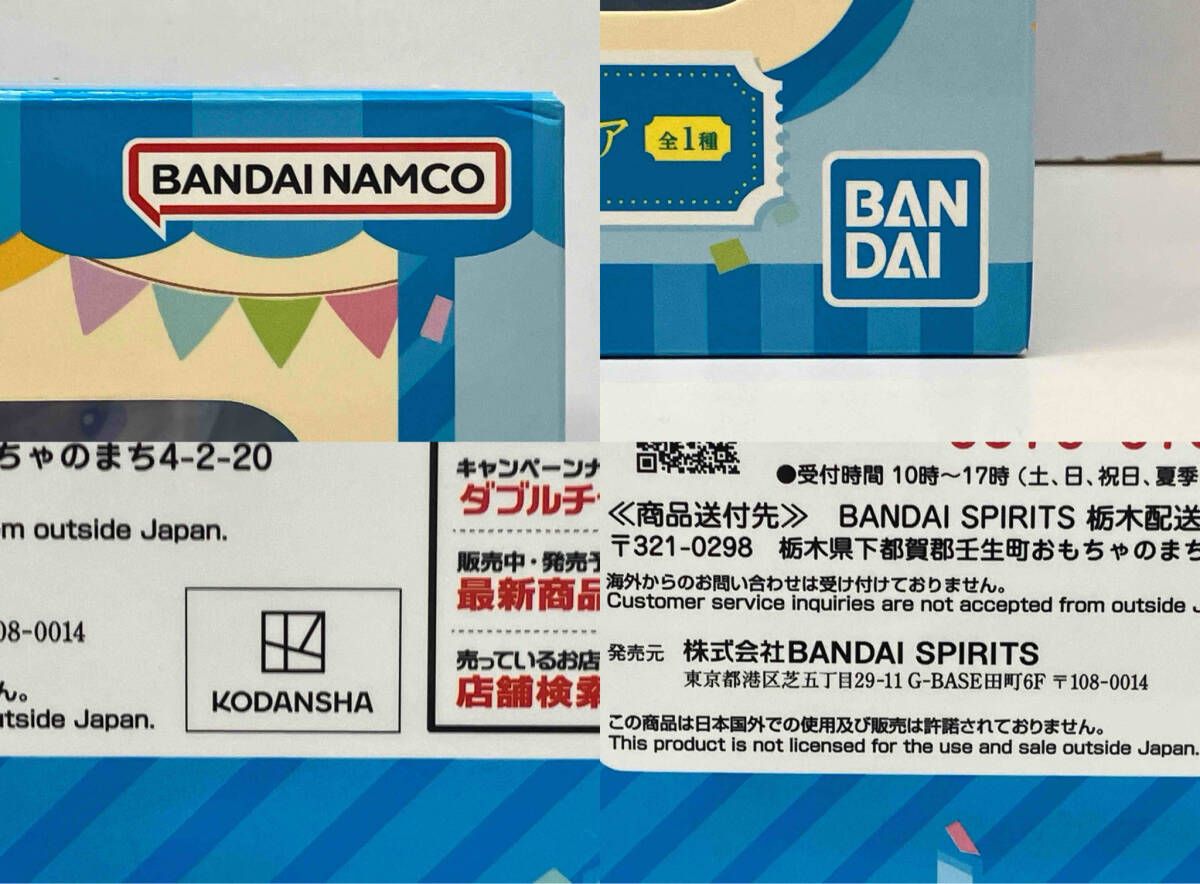 BANDAI NAMCO
ア 全1種
BAN
DAI
ちゃのまち4-2-20
m outside Japan.
08-0014
ん。
utside Japan.
KODANSHA
キャンペーンナ
ダブルチ
販売中・発売予
最新商品
売っているお店
店舗検索
●受付時間 10時〜17時（土、日、祝日、夏季
≪商品送付先≫ BANDAI SPIRITS 栃木配送
〒321-0298 栃木県下都賀郡壬生町おもちゃのまち
海外からのお問い合わせは受け付けておりません。
Customer service inquiries are not accepted from outside J
発売元 株式会社BANDAI SPIRITS
東京都港区芝五丁目29-11 G-BASE田町6F 〒108-0014
この商品は日本国外での使用及び販売は許諾されておりません。
This product is not licensed for the use and sale outside Japan.